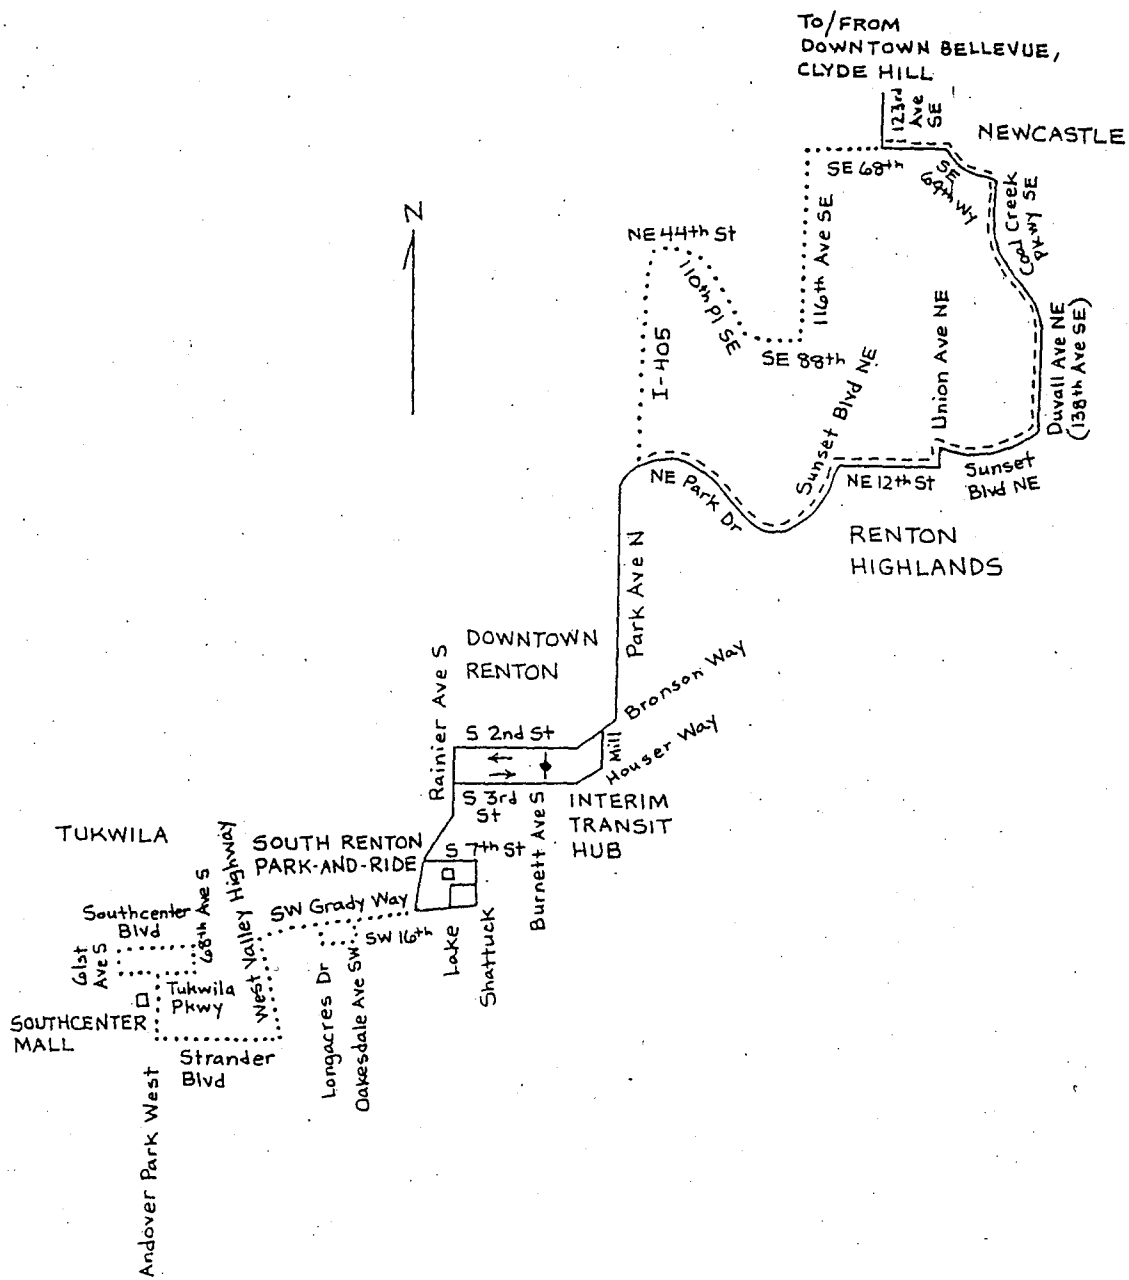 TO/FROM
DOWNTOWN BELLEVUE,
CLYDE HILL
123rd
Ave
SE
NEWCASTLE
SE 68th
SE
69th WY
Coal Creek
PKWY SE
N
NE 44th St
110th Pl SE
116th Ave SE
I-405
SE 88th
Sunset Blvd NE
Union Ave NE
Duvall Ave NE
(138th Ave SE)
NE Park Dr
NE 12th St
Sunset
Blvd NE
RENTON
HIGHLANDS
Park Ave N
DOWNTOWN
RENTON
Rainier Ave S
Bronson Way
S 2nd St
Mill
Houser Way
S 3rd
St
Burnett Ave S
INTERIM
TRANSIT
HUB
TUKWILA
SOUTH RENTON
PARK-AND-RIDE
S 7th St
West Valley Highway
68th Ave S
SW Grady Way
Southcenter
Blvd
61st
Ave S
SW 16th
Lake
Shattuck
Tukwila
Pkwy
Longacres Dr
Oakesdale Ave SW
SOUTHCENTER
MALL
Strander
Blvd
Andover Park West